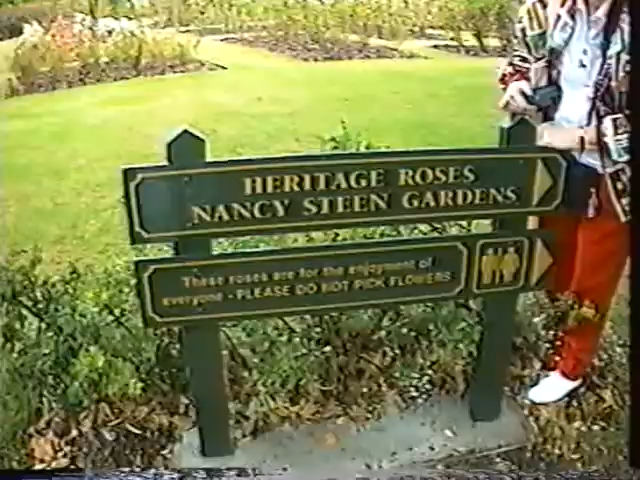 HERITAGE ROSES
NANCY STEEN GARDENS
These roses are for the enjoyment of
everyone - PLEASE DO NOT PICK FLOWERS